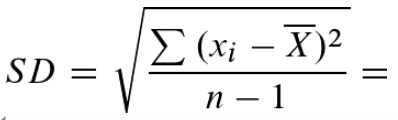 SD = √(∑ (xᵢ − X̅)² / (n − 1)) =